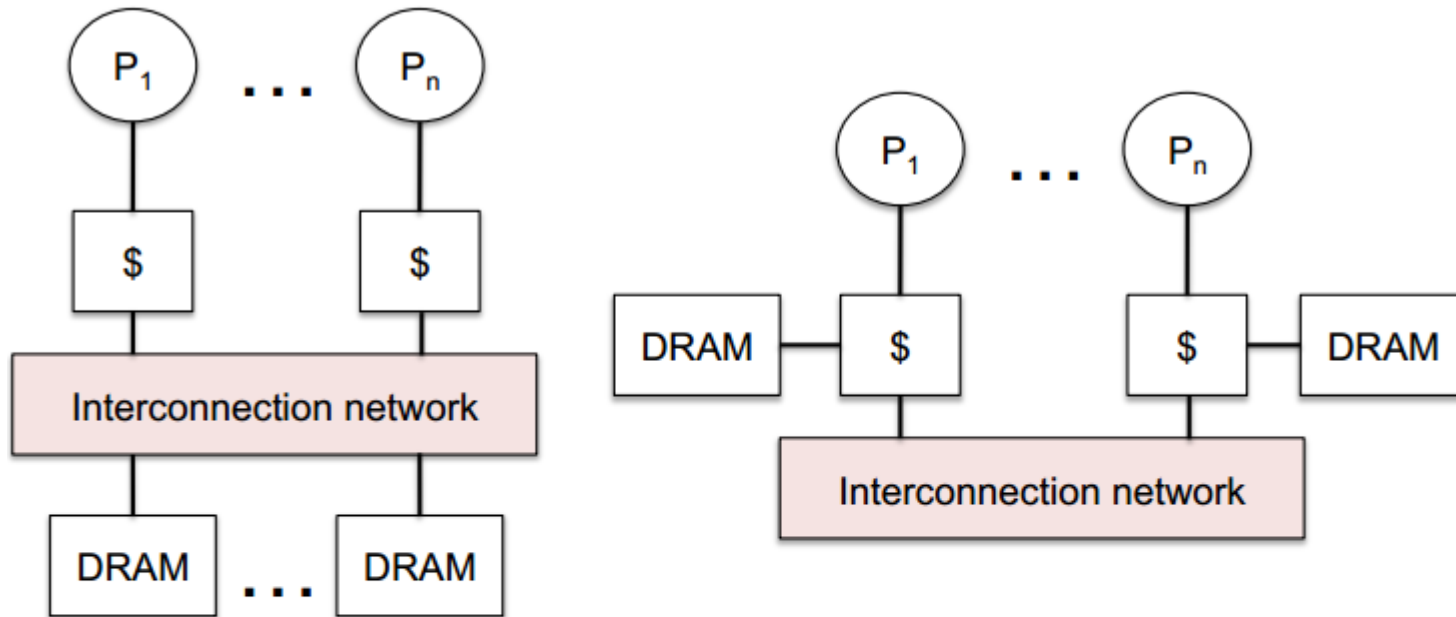 P1 ... Pn
$ $
Interconnection network
DRAM ... DRAM
P1 ... Pn
DRAM $ $ DRAM
Interconnection network